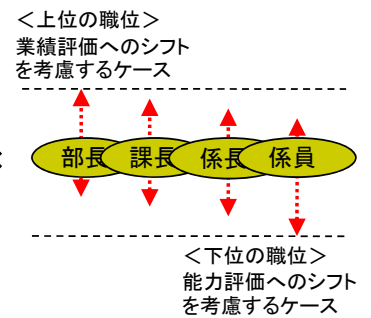 ＜上位の職位＞
業績評価へのシフト
を考慮するケース
部長 課長 係長 係員
＜下位の職位＞
能力評価へのシフト
を考慮するケース